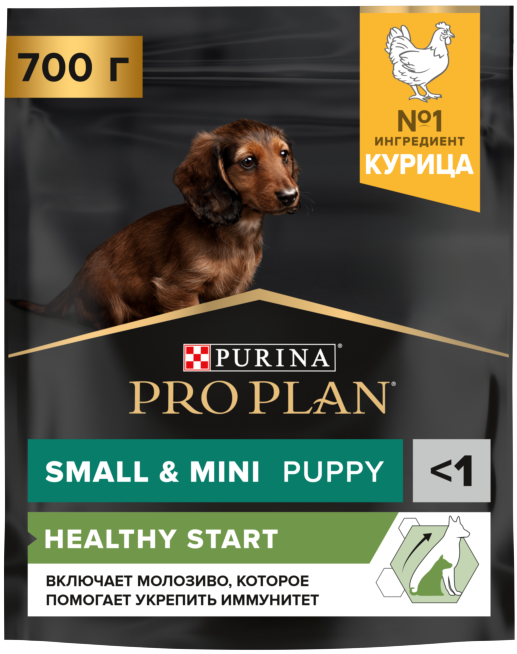 700 г
№1
ИНГРЕДИЕНТ
КУРИЦА
PURINA®
PRO PLAN®
SMALL & MINI PUPPY
<1
HEALTHY START
ВКЛЮЧАЕТ МОЛОЗИВО, КОТОРОЕ
ПОМОГАЕТ УКРЕПИТЬ ИММУНИТЕТ